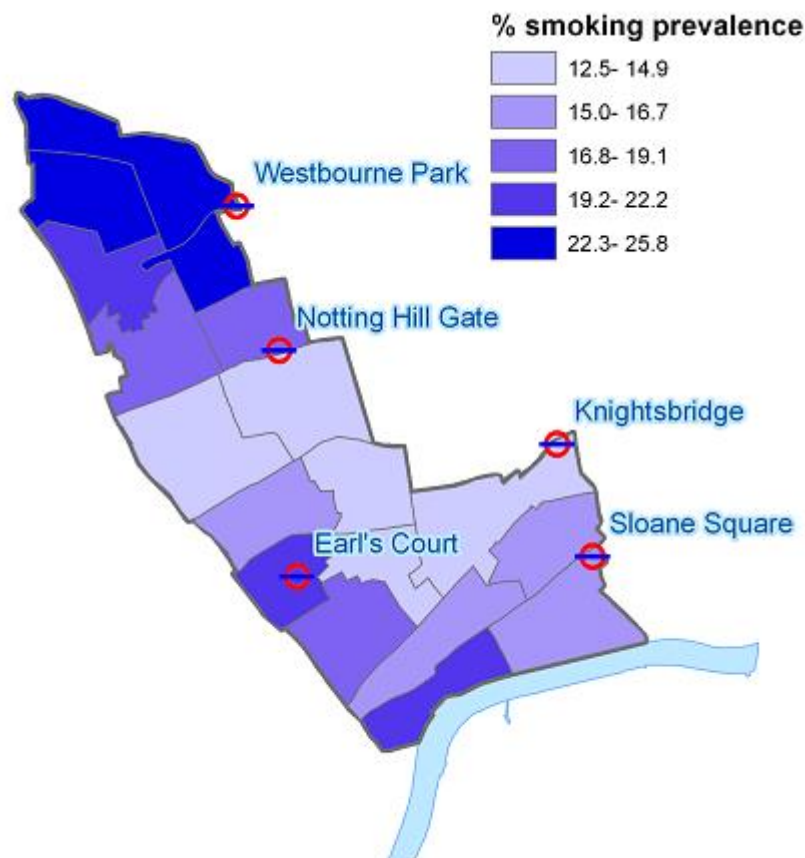 % smoking prevalence
12.5- 14.9
15.0- 16.7
16.8- 19.1
19.2- 22.2
22.3- 25.8
Westbourne Park
Notting Hill Gate
Knightsbridge
Sloane Square
Earl's Court